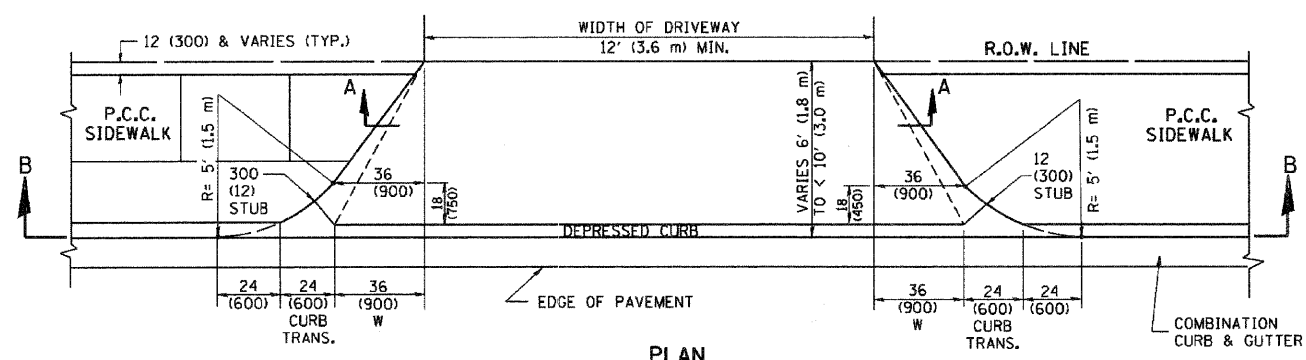 12 (300) & VARIES (TYP.)
WIDTH OF DRIVEWAY
12' (3.6 m) MIN.
R.O.W. LINE
A
A
P.C.C.
SIDEWALK
R= 5' (1.5 m)
300
(12)
STUB
36
(900)
18
(750)
VARIES 6' (1.8 m)
TO < 10' (3.0 m)
36
(900)
18
(450)
12
(300)
STUB
R= 5' (1.5 m)
P.C.C.
SIDEWALK
B
B
DEPRESSED CURB
24
(600)
24
(600)
CURB
TRANS.
36
(900)
W
EDGE OF PAVEMENT
36
(900)
W
24
(600)
CURB
TRANS.
24
(600)
COMBINATION
CURB & GUTTER
PLAN